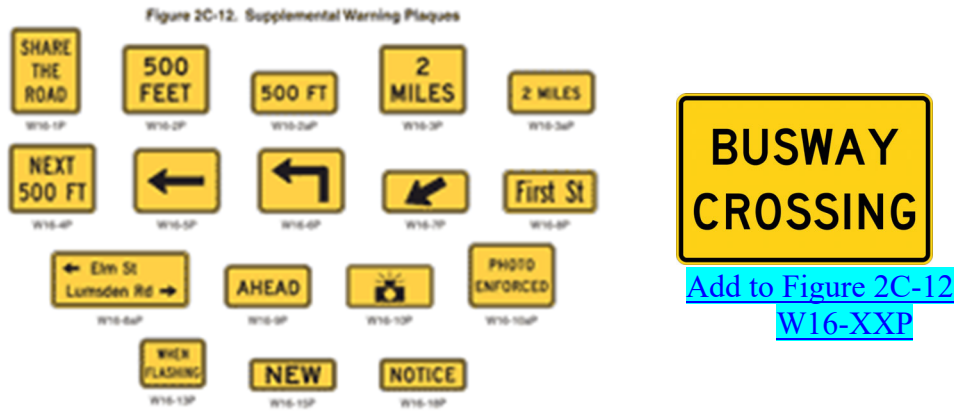 Figure 2C-12. Supplemental Warning Plaques
SHARE
THE
ROAD
W16-1P
500
FEET
W16-2P
500 FT
W16-2aP
2
MILES
W16-3P
2 MILES
W16-3aP
NEXT
500 FT
W16-4P
W16-5P
W16-6P
W16-7P
First St
W16-8P
← Elm St
Lumsden Rd →
W16-8aP
AHEAD
W16-9P
W16-10P
PHOTO
ENFORCED
W16-10aP
WHEN
FLASHING
W16-13P
NEW
W16-15P
NOTICE
W16-18P
BUSWAY
CROSSING
Add to Figure 2C-12
W16-XXP